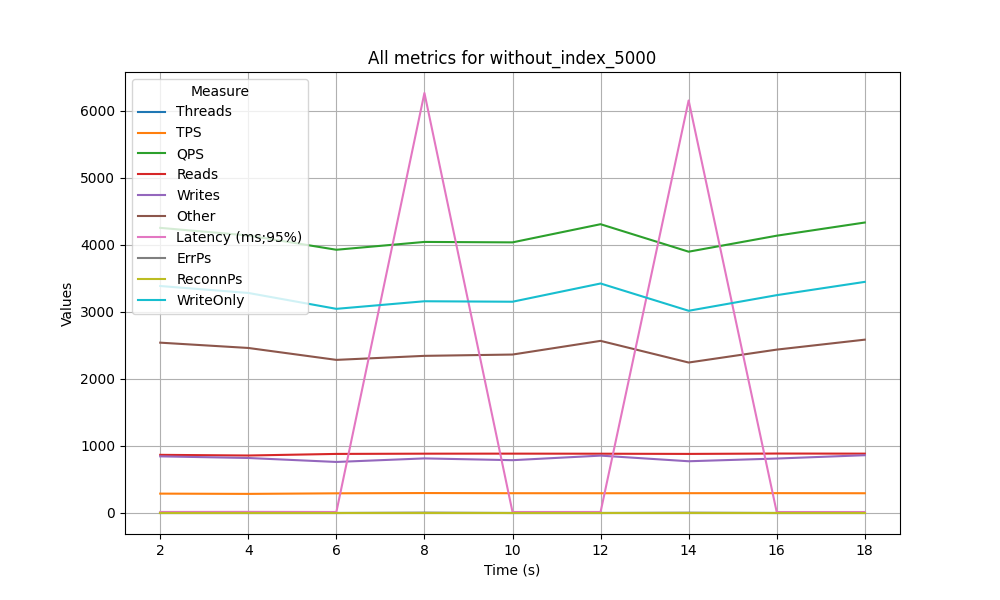 All metrics for without_index_5000
Measure
Threads
TPS
QPS
Reads
Writes
Other
Latency (ms;95%)
ErrPs
ReconnPs
WriteOnly
Values
6000
5000
4000
3000
2000
1000
0
2 4 6 8 10 12 14 16 18
Time (s)